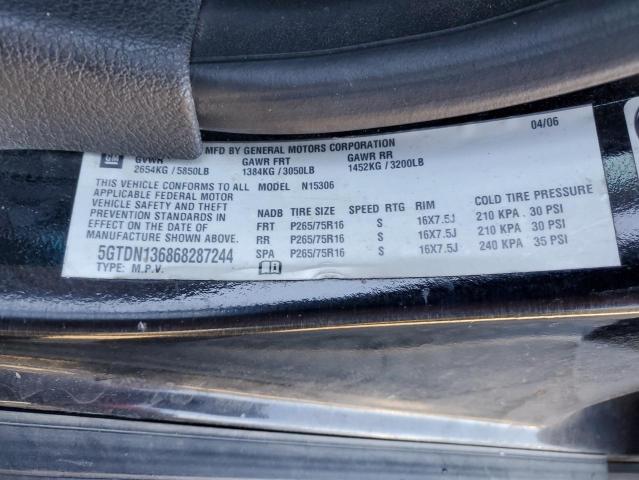 04/06
GM MFD BY GENERAL MOTORS CORPORATION
GVWR GAWR FRT GAWR RR
2654KG / 5850LB 1384KG / 3050LB 1452KG / 3200LB
THIS VEHICLE CONFORMS TO ALL MODEL N15306
APPLICABLE FEDERAL MOTOR
VEHICLE SAFETY AND THEFT
PREVENTION STANDARDS IN
EFFECT ON THE DATE OF
MANUFACTURE SHOWN ABOVE.
5GTDN136868287244
TYPE: M.P.V.
NADB TIRE SIZE SPEED RTG RIM COLD TIRE PRESSURE
FRT P265/75R16 S 16X7.5J 210 KPA. 30 PSI
RR P265/75R16 S 16X7.5J 210 KPA. 30 PSI
SPA P265/75R16 S 16X7.5J 240 KPA. 35 PSI